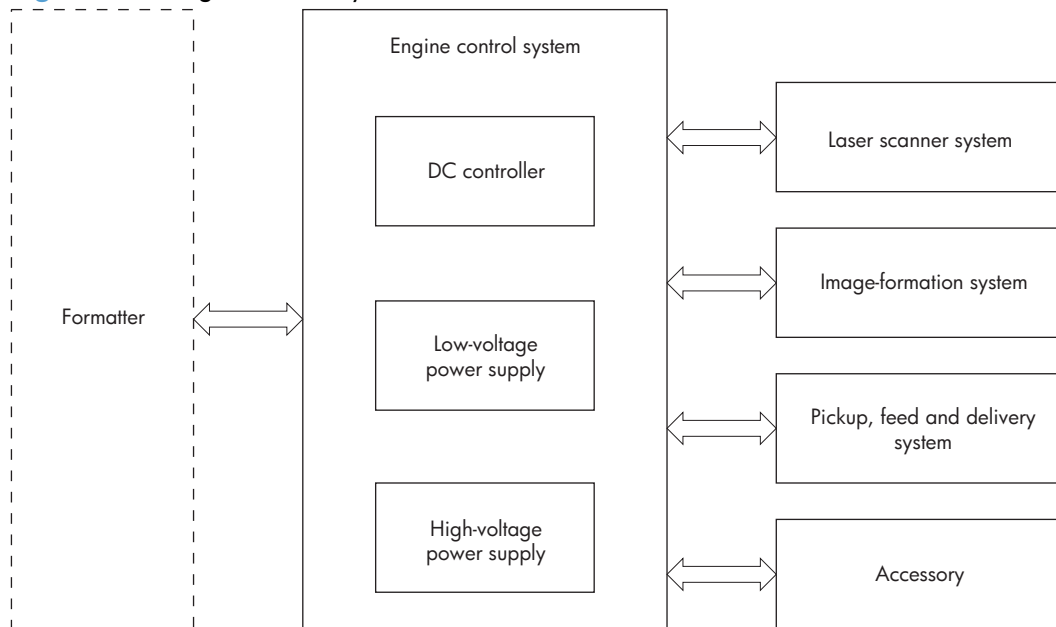 Engine control system
DC controller
Laser scanner system
Image-formation system
Formatter
Low-voltage
power supply
Pickup, feed and delivery
system
High-voltage
power supply
Accessory